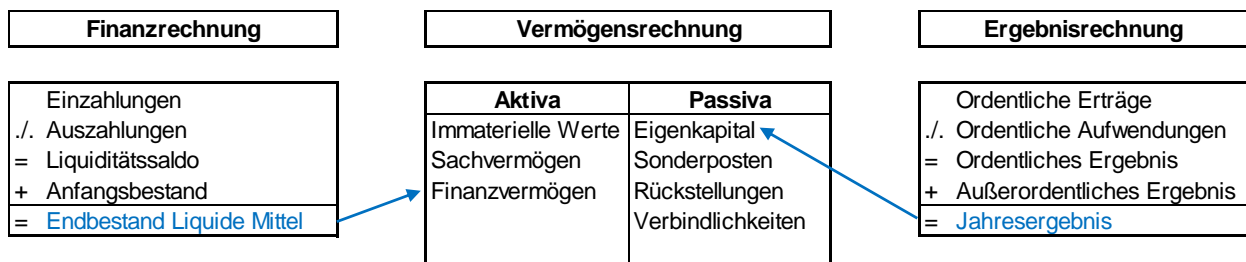 Finanzrechnung
Einzahlungen
./. Auszahlungen
= Liquiditätssaldo
+ Anfangsbestand
= Endbestand Liquide Mittel
Vermögensrechnung
Aktiva Passiva
Immaterielle Werte Eigenkapital
Sachvermögen Sonderposten
Finanzvermögen Rückstellungen
Verbindlichkeiten
Ergebnisrechnung
Ordentliche Erträge
./. Ordentliche Aufwendungen
= Ordentliches Ergebnis
+ Außerordentliches Ergebnis
= Jahresergebnis